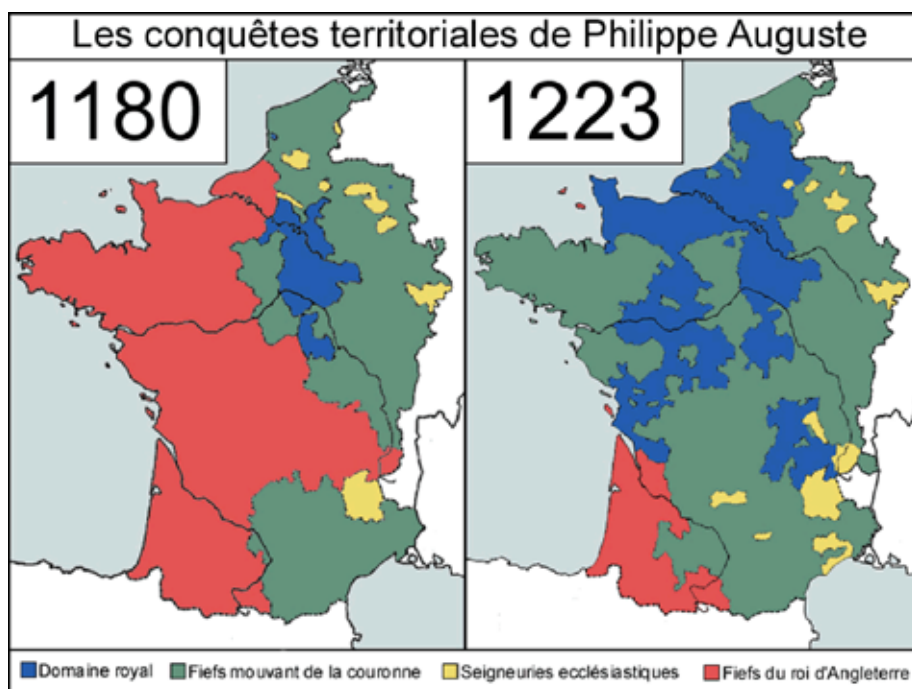 Les conquêtes territoriales de Philippe Auguste
1180
1223
Domaine royal
Fiefs mouvant de la couronne
Seigneuries ecclésiastiques
Fiefs du roi d'Angleterre